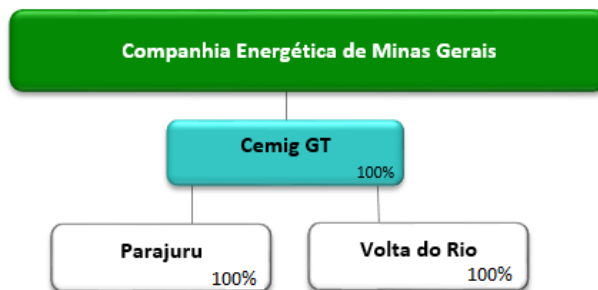 Companhia Energética de Minas Gerais
Cemig GT
100%
Parajuru
100%
Volta do Rio
100%